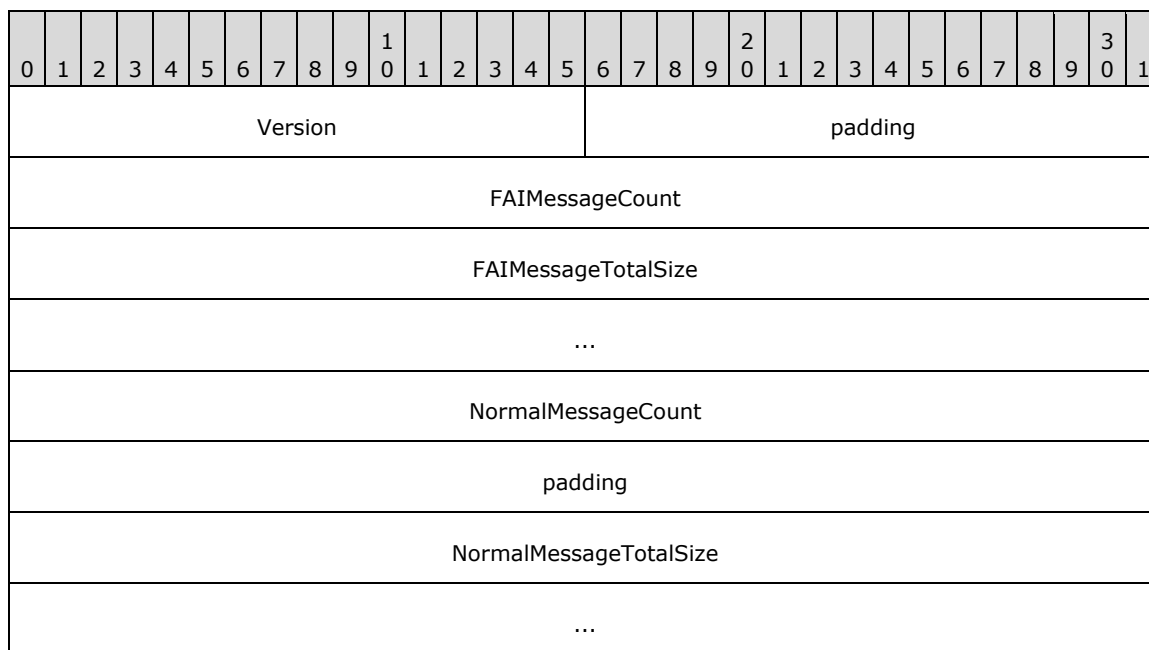 0 1 2 3 4 5 6 7 8 9 1 0 1 2 3 4 5 6 7 8 9 2 0 1 2 3 4 5 6 7 8 9 3 0 1
Version padding
FAIMessageCount
FAIMessageTotalSize
...
NormalMessageCount
padding
NormalMessageTotalSize
...